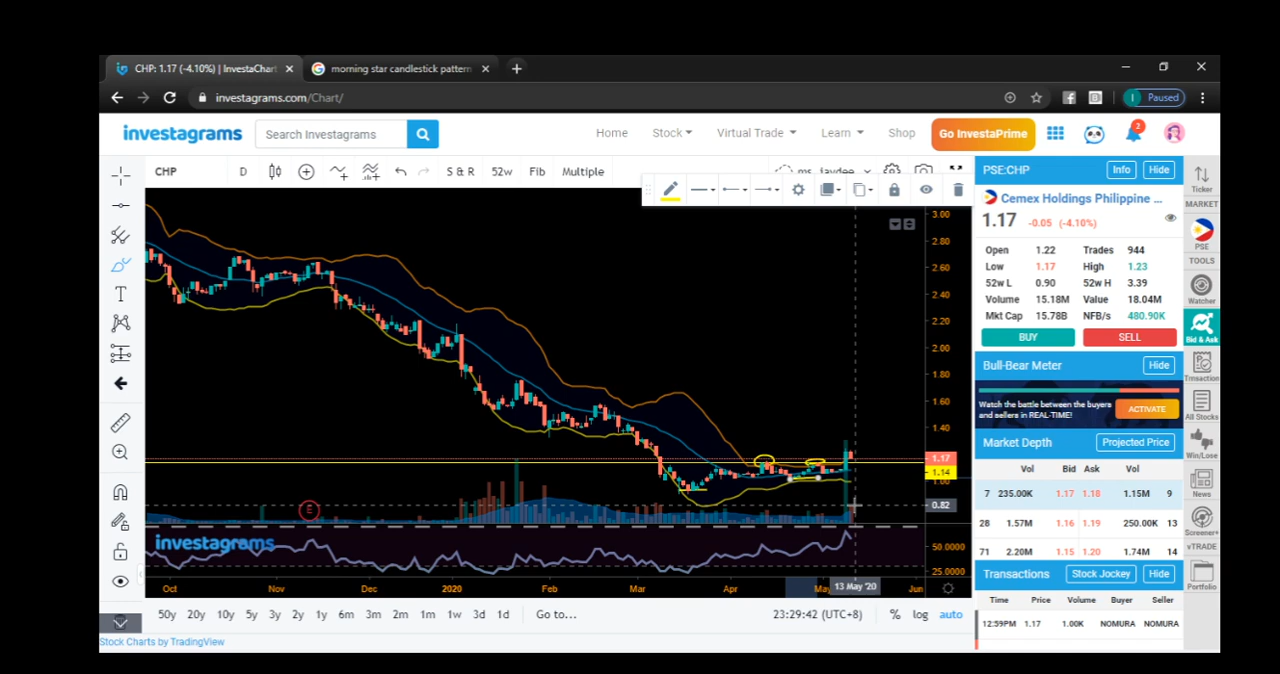 CHP: 1.17 (-4.10%) | InvestaChart
morning star candlestick pattern
investagrams.com/Chart/
Paused
investagrams
Search Investagrams
Home
Stock
Virtual Trade
Learn
Shop
Go InvestaPrime
2
CHP
D
S & R
52w
Fib
Multiple
ms_jaydee
PSE:CHP
Info
Hide
Cemex Holdings Philippine ...
1.17 -0.05 (-4.10%)
Open 1.22 Trades 944
Low 1.17 High 1.23
52w L 0.90 52w H 3.39
Volume 15.18M Value 18.04M
Mkt Cap 15.78B NFB/s 480.90K
BUY SELL
Bull-Bear Meter Hide
Watch the battle between the buyers
and sellers in REAL-TIME!
ACTIVATE
Market Depth Projected Price
Vol Bid Ask Vol
7 235.00K 1.17 1.18 1.15M 9
28 1.57M 1.16 1.19 250.00K 13
71 2.20M 1.15 1.20 1.74M 14
Transactions Stock Jockey Hide
Time Price Volume Buyer Seller
12:59PM 1.17 1.00K NOMURA NOMURA
Ticker
MARKET
PSE
TOOLS
Watcher
Bid & Ask
Trnsaction
All Stocks
Win/Lose
News
Screener+
vTRADE
Portfolio
3.00
2.80
2.60
2.40
2.20
2.00
1.80
1.60
1.40
1.17
1.14
1.00
0.82
E
investagrams
50.0000
25.0000
Oct Nov Dec 2020 Feb Mar Apr May 13 May '20 Jun
50y 20y 10y 5y 3y 2y 1y 6m 3m 2m 1m 1w 3d 1d Go to... 23:29:42 (UTC+8) % log auto
Stock Charts by TradingView